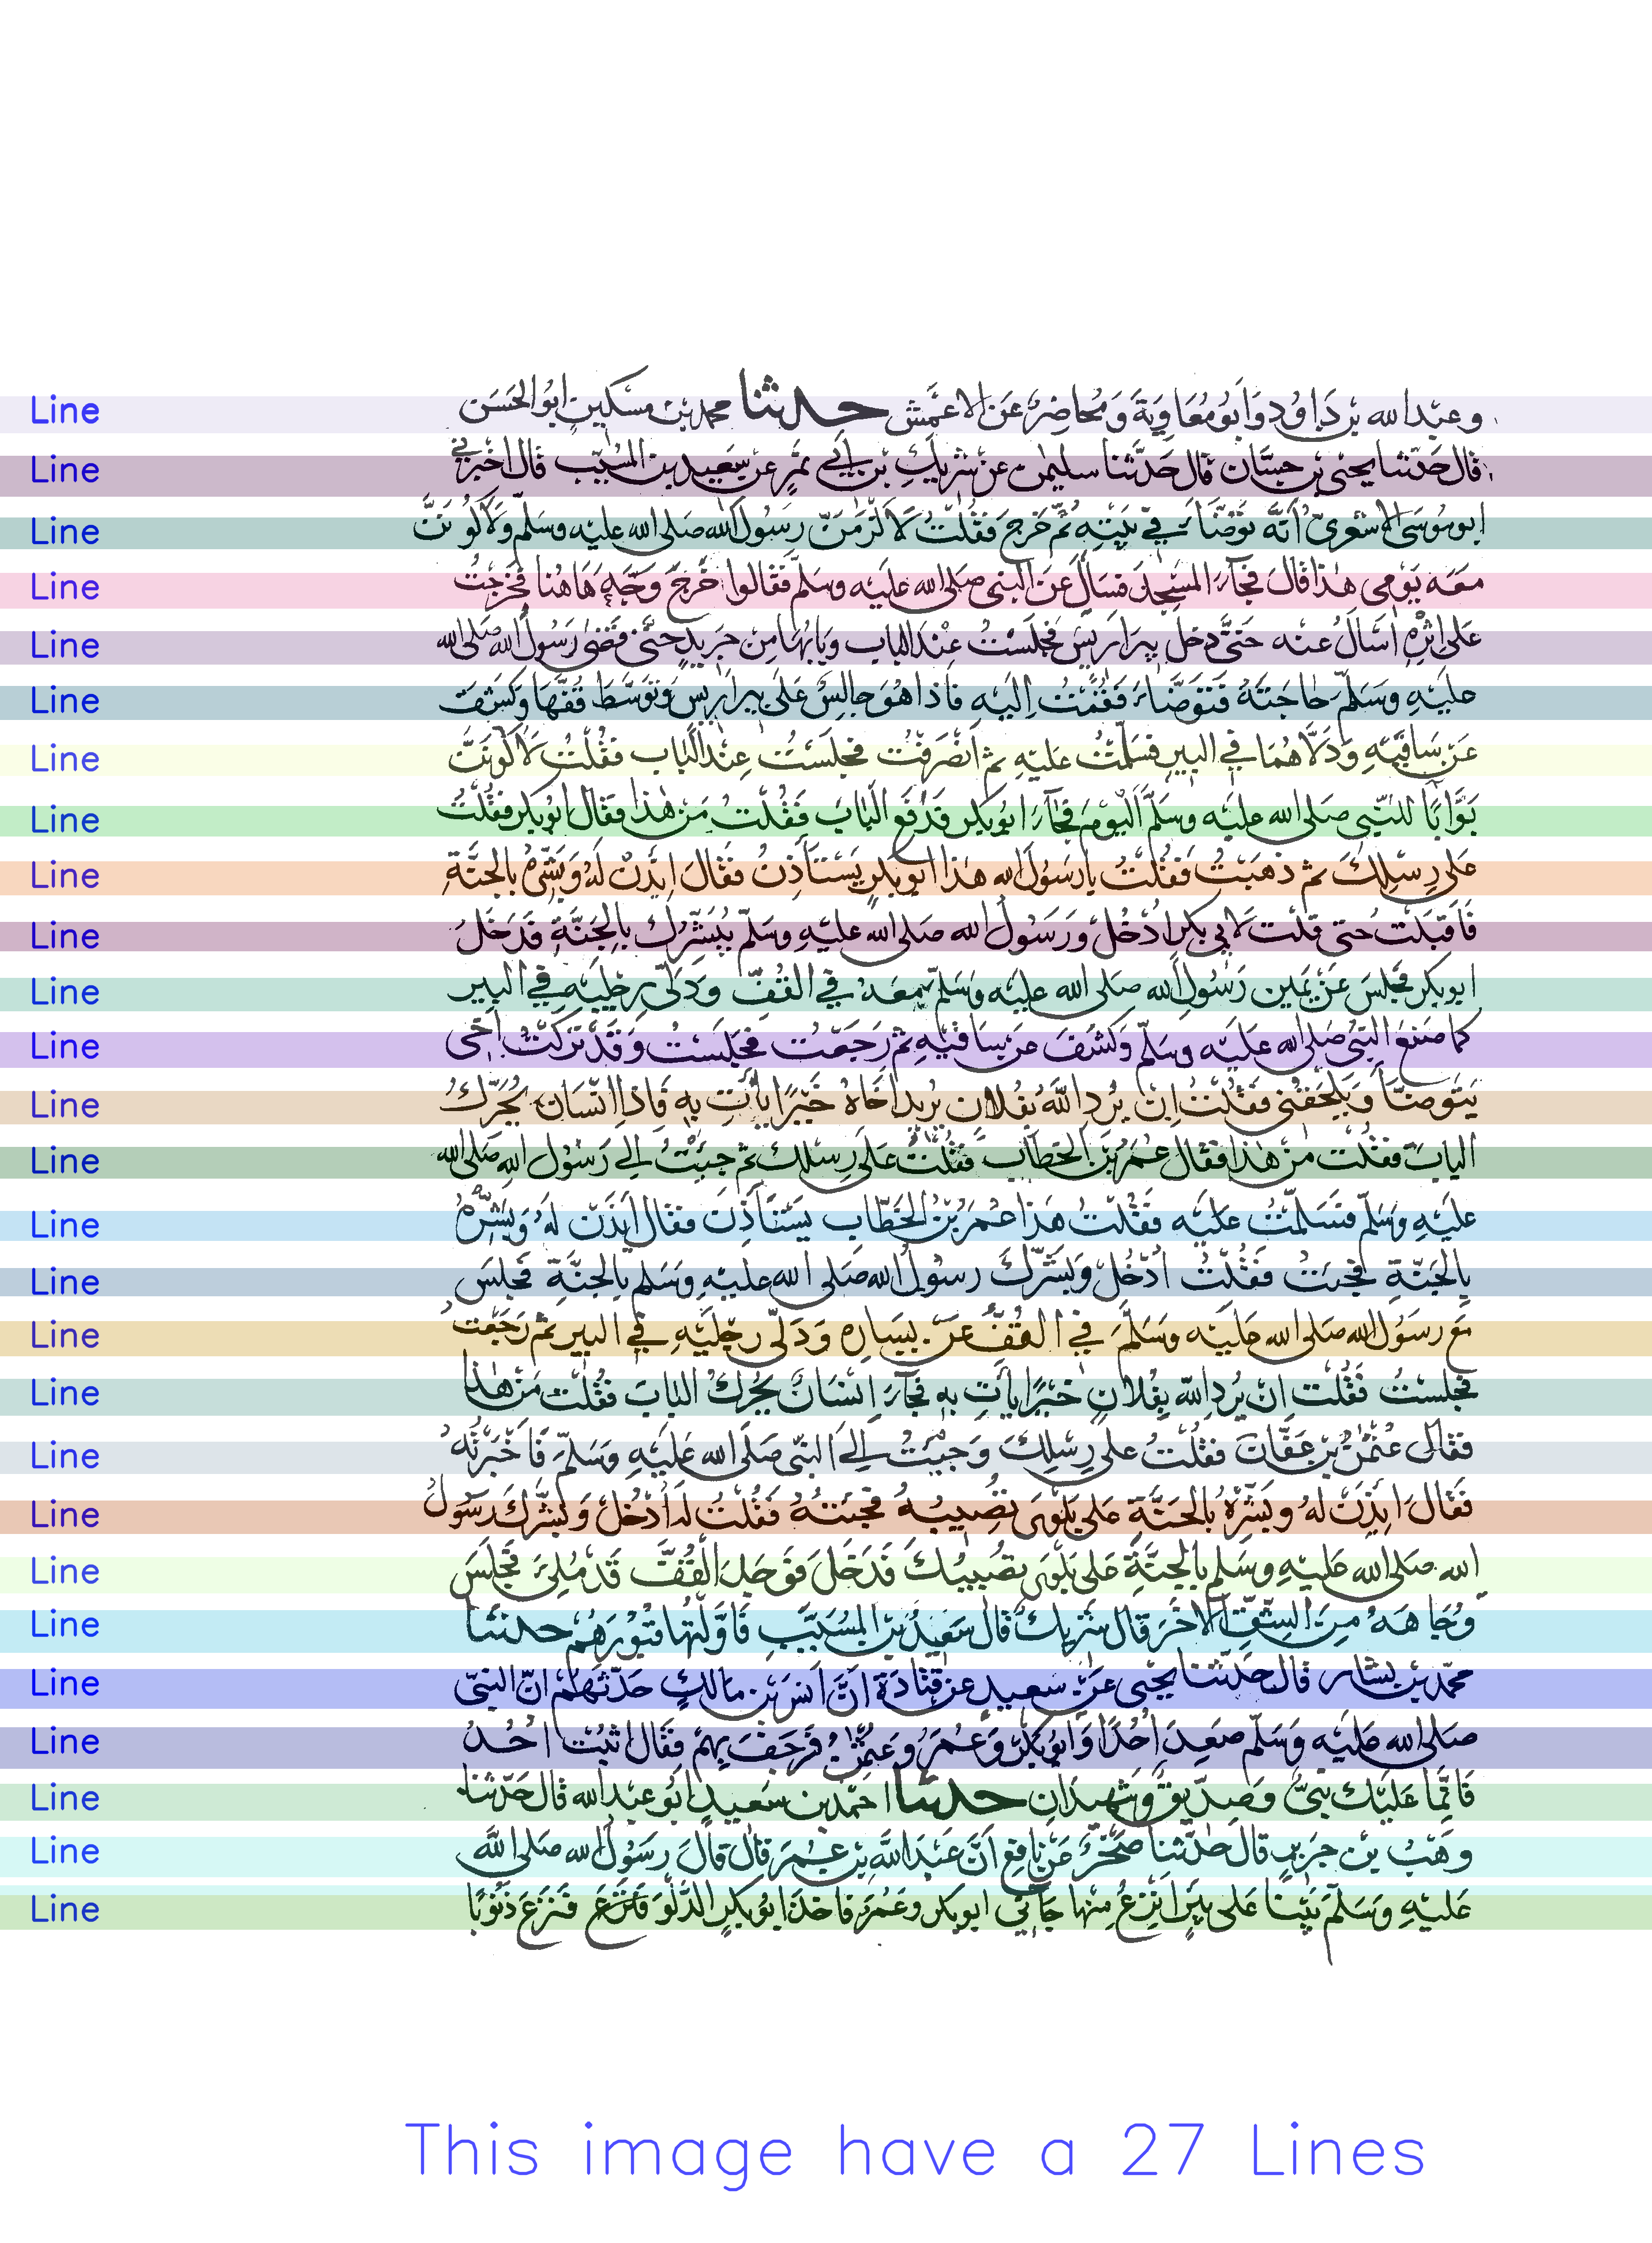 Line وعبد الله بن داود وابو معاوية ومحاضر عن الاعمش حدثنا محمد بن مسكين ابو الحسن
Line قال حدثنا يحيى بن حسان قال حدثنا سليمن عن شريك بن ابي نمر عن سعيد بن المسيب قال اخبرني
Line ابو موسى الاشعري انه توضأ في بيته ثم خرج فقلت لالزمن رسول الله صلى الله عليه وسلم ولاكونن
Line معه يومي هذا قال فجاء المسجد فسأل عن النبي صلى الله عليه وسلم فقالوا خرج ووجه هاهنا فخرجت
Line على اثره اسأل عنه حتى دخل بير اريس فجلست عند الباب وبابها من جريد حتى قضى رسول الله صلى الله
Line عليه وسلم حاجته فتوضاء فقمت اليه فاذا هو جالس على بير اريس وتوسط قفها وكشف
Line عن ساقيه ودلاهما في البير فسلمت عليه ثم انصرفت فجلست عند الباب فقلت لاكونن
Line بوابا للنبي صلى الله عليه وسلم اليوم فجاء ابو بكر فدفع الباب فقلت من هذا فقال ابو بكر فقلت
Line على رسلك ثم ذهبت فقلت يا رسول الله هذا ابو بكر يستاذن فقال ايذن له وبشره بالجنة
Line فاقبلت حتى قلت لابي بكر ادخل ورسول الله صلى الله عليه وسلم يبشرك بالجنة فدخل
Line ابو بكر فجلس عن يمين رسول الله صلى الله عليه وسلم معه في القف ودلى رجليه في البير
Line كما صنع النبي صلى الله عليه وسلم وكشف عن ساقيه ثم رجعت فجلست وقد تركت اخي
Line يتوضأ ويلحقني فقلت ان يرد الله بفلان يريد اخاه خيرا يأت به فاذا انسان يحرك
Line الباب فقلت من هذا فقال عمر بن الخطاب فقلت على رسلك ثم جيت الى رسول الله صلى الله
Line عليه وسلم فسلمت عليه فقلت هذا عمر بن الخطاب يستأذن فقال ايذن له وبشره
Line بالجنة فجيت فقلت ادخل وبشرك رسول الله صلى الله عليه وسلم بالجنة فجلس
Line مع رسول الله صلى الله عليه وسلم في القف عن يساره ودلى رجليه في البير ثم رجعت
Line فجلست فقلت ان يرد الله بفلان خيرا يأت به فجاء انسان يحرك الباب فقلت من هذا
Line فقال عثمن بن عفان فقلت على رسلك وجيت الى النبي صلى الله عليه وسلم فاخبرته
Line فقال ايذن له وبشره بالجنة على بلوى تصيبه فجئته فقلت له ادخل وبشرك رسول
Line الله صلى الله عليه وسلم بالجنة على بلوى تصيبك فدخل فوجد القف قد ملئ فجلس
Line وجاهه من الشق الاخر قال شريك قال سعيد بن المسيب فاولتها قبورهم حدثنا
Line محمد بن بشار قال حدثنا يحيى عن سعيد عن قتادة ان انس بن مالك حدثهم ان النبي
Line صلى الله عليه وسلم صعد احدا وابو بكر وعمر وعثمن فرجف بهم فقال اثبت احد
Line فانما عليك نبي وصديق وشهيدان حدثنا احمد بن سعيد ابو عبد الله قال حدثنا
Line وهب بن جرير قال حدثنا صخر عن نافع ان عبد الله بن عمر قال قال رسول الله صلى الله
Line عليه وسلم بينا على بير انزع منها جاءني ابو بكر وعمر فاخذ ابو بكر الدلو فنزع ذنوبا
This image have a 27 Lines